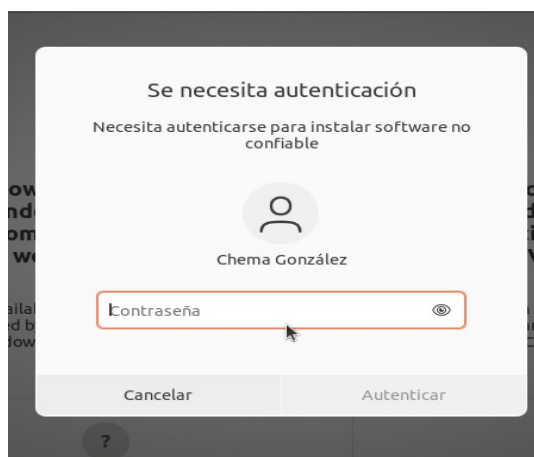 Se necesita autenticación
Necesita autenticarse para instalar software no
confiable
Chema González
Contraseña
Cancelar
Autenticar
?